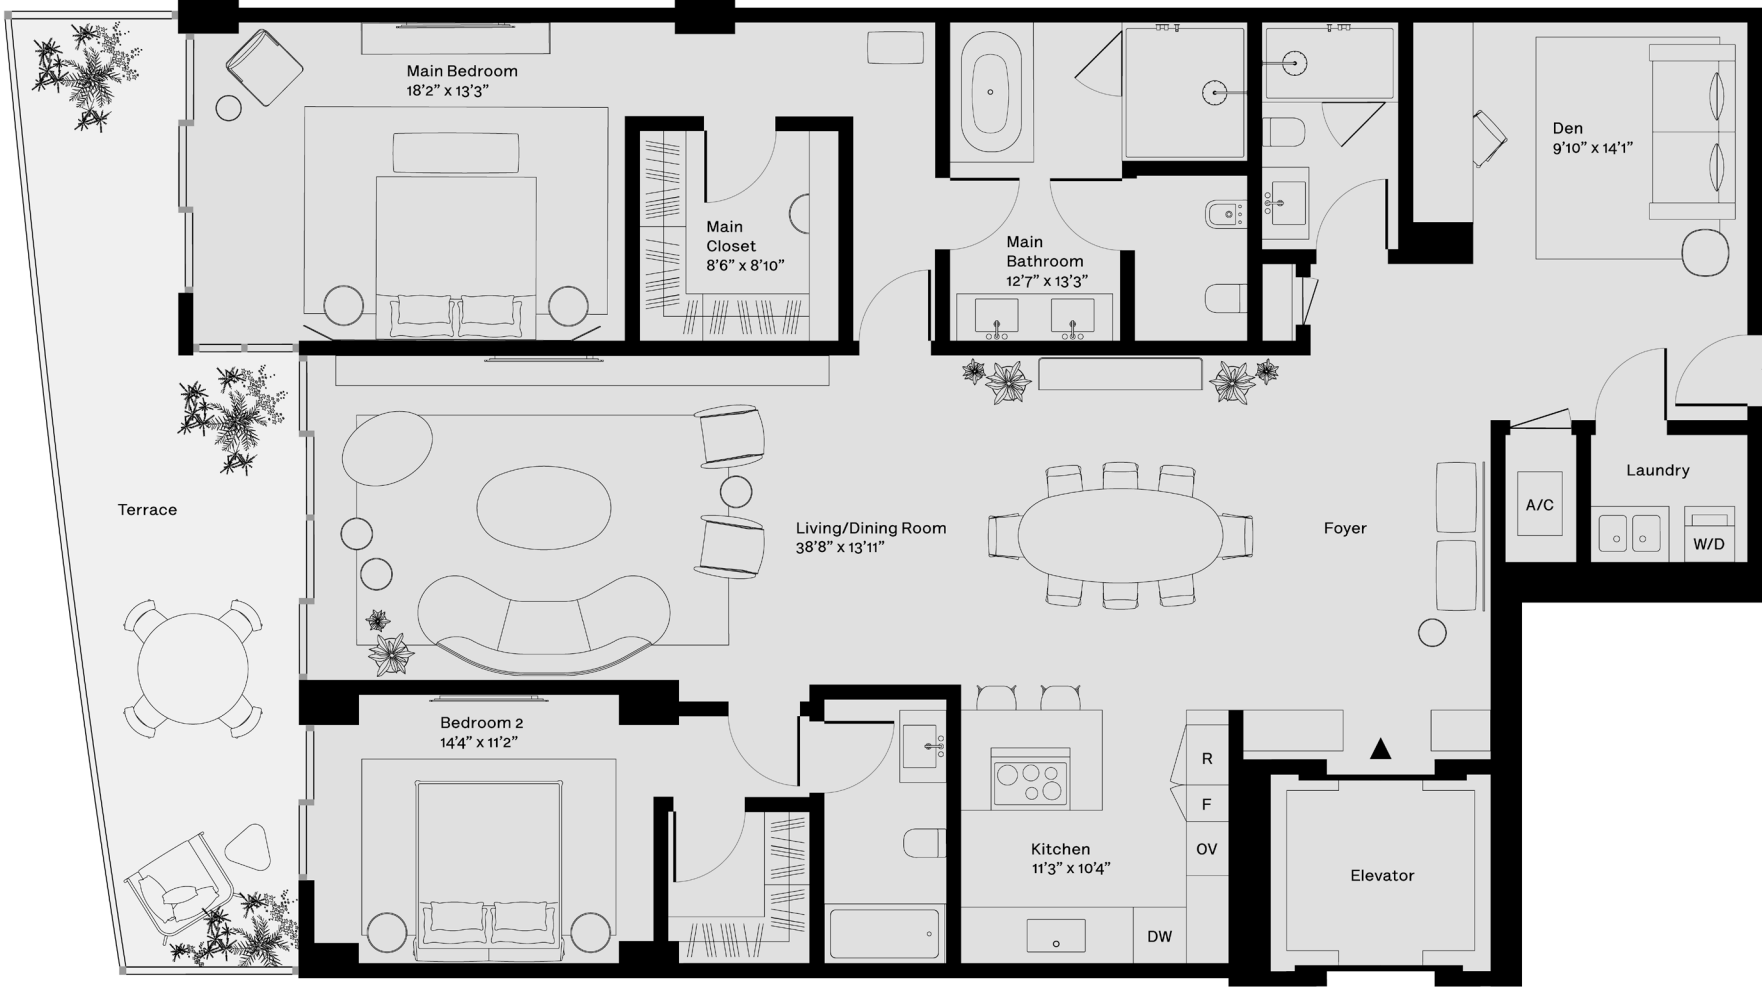 Main Bedroom
18’2” x 13’3”
Main
Closet
8’6” x 8’10”
Main
Bathroom
12’7” x 13’3”
Den
9’10” x 14’1”
Terrace
Living/Dining Room
38’8” x 13’11”
Foyer
A/C
Laundry
W/D
Bedroom 2
14’4” x 11’2”
Kitchen
11’3” x 10’4”
R
F
OV
DW
Elevator